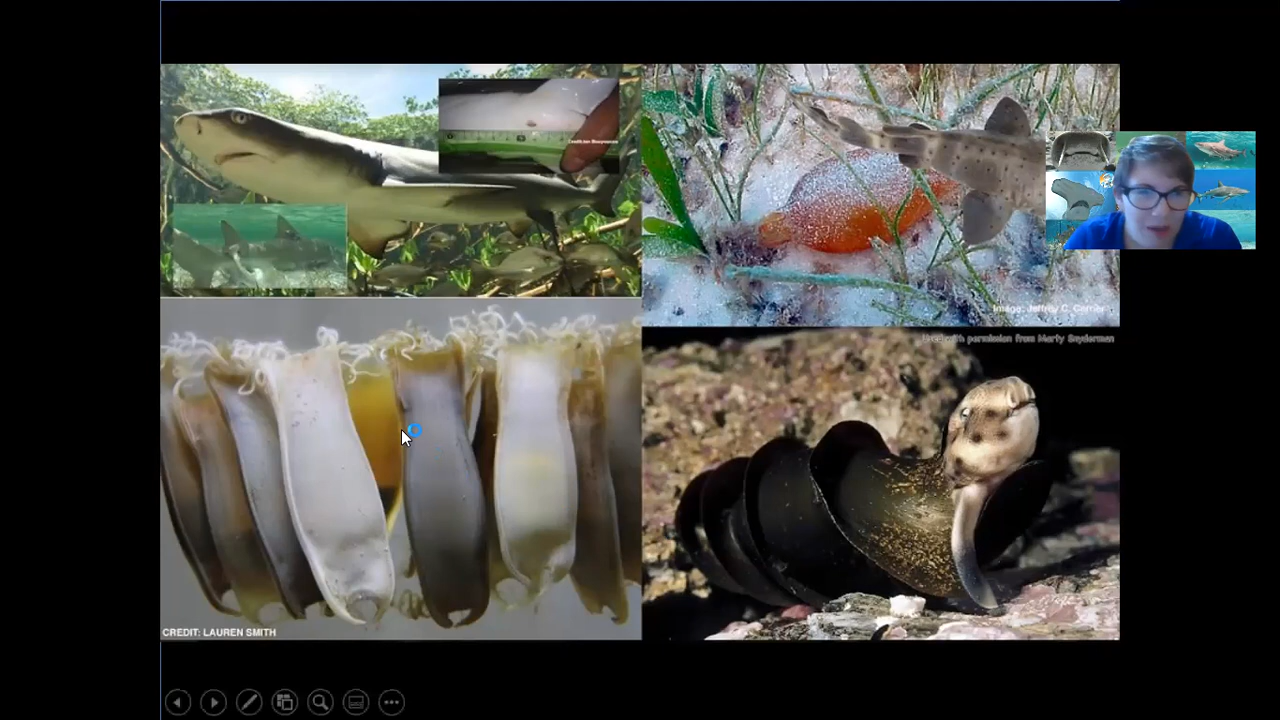 Image: Jeffrey C. Carrier
Used with permission from Marty Snyderman
CREDIT: LAUREN SMITH